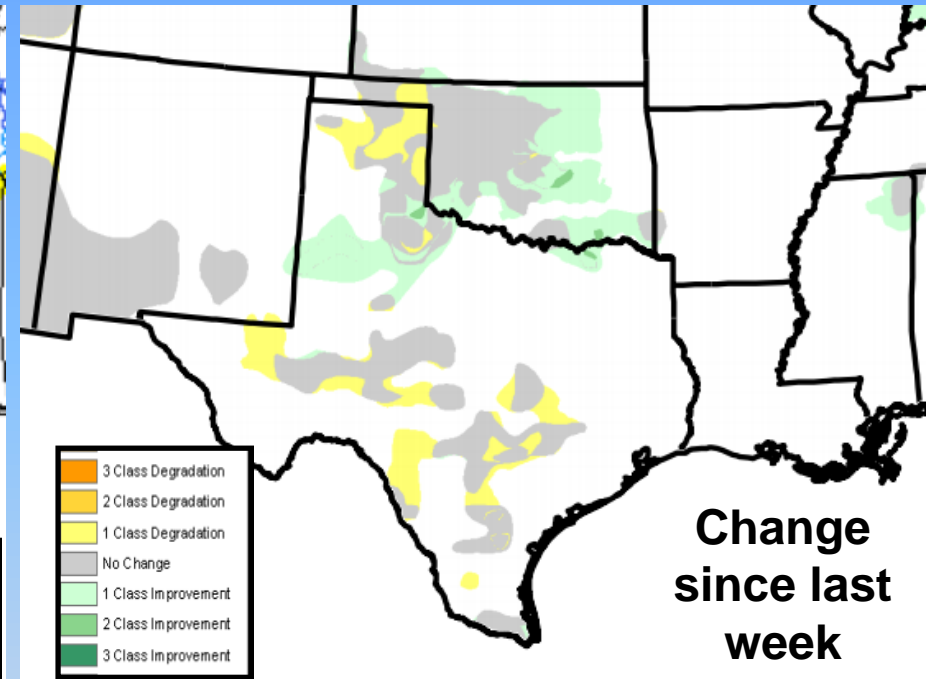 3 Class Degradation
2 Class Degradation
1 Class Degradation
No Change
1 Class Improvement
2 Class Improvement
3 Class Improvement
Change
since last
week